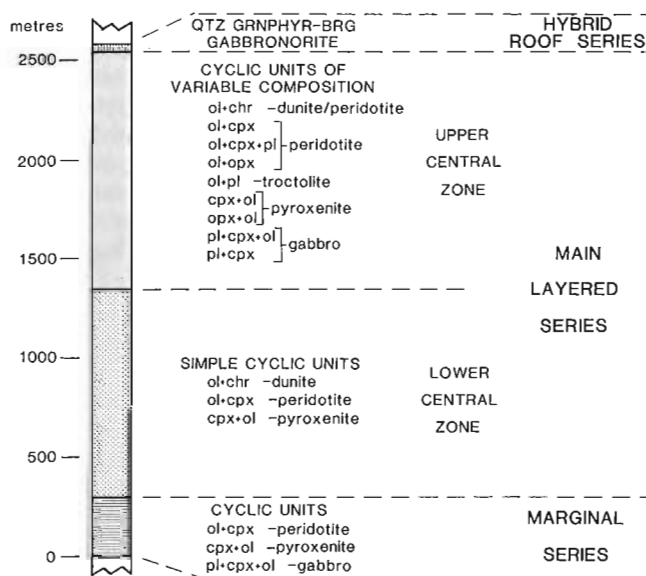 metres
QTZ GRNPHYR-BRG
GABBRONORITE
HYBRID
ROOF SERIES
2500
CYCLIC UNITS OF
VARIABLE COMPOSITION
ol+chr -dunite/peridotite
ol+cpx
ol+cpx+pl -peridotite
ol+opx
UPPER
CENTRAL
ZONE
2000
ol+pl -troctolite
cpx+ol
opx+ol -pyroxenite
pl+cpx+ol
pl+cpx -gabbro
1500
MAIN
LAYERED
SERIES
1000
SIMPLE CYCLIC UNITS
ol+chr -dunite
ol+cpx -peridotite
cpx+ol -pyroxenite
LOWER
CENTRAL
ZONE
500
CYCLIC UNITS
ol+cpx -peridotite
cpx+ol -pyroxenite
pl+cpx+ol -gabbro
MARGINAL
SERIES
0